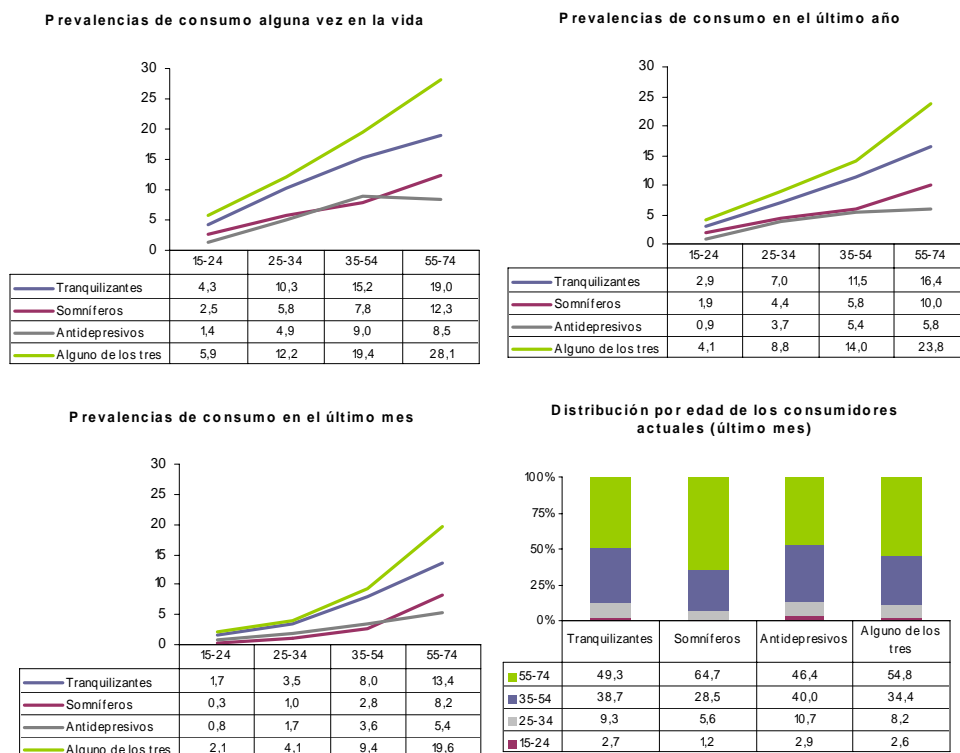 Prevalencias de consumo alguna vez en la vida
30
25
20
15
10
5
0
15-24 25-34 35-54 55-74
Tranquilizantes 4,3 10,3 15,2 19,0
Somníferos 2,5 5,8 7,8 12,3
Antidepresivos 1,4 4,9 9,0 8,5
Alguno de los tres 5,9 12,2 19,4 28,1
Prevalencias de consumo en el último año
30
25
20
15
10
5
0
15-24 25-34 35-54 55-74
Tranquilizantes 2,9 7,0 11,5 16,4
Somníferos 1,9 4,4 5,8 10,0
Antidepresivos 0,9 3,7 5,4 5,8
Alguno de los tres 4,1 8,8 14,0 23,8
Prevalencias de consumo en el último mes
30
25
20
15
10
5
0
15-24 25-34 35-54 55-74
Tranquilizantes 1,7 3,5 8,0 13,4
Somníferos 0,3 1,0 2,8 8,2
Antidepresivos 0,8 1,7 3,6 5,4
Alguno de los tres 2,1 4,1 9,4 19,6
Distribución por edad de los consumidores
actuales (último mes)
100%
75%
50%
25%
0%
Tranquilizantes Somníferos Antidepresivos Alguno de los
tres
55-74 49,3 64,7 46,4 54,8
35-54 38,7 28,5 40,0 34,4
25-34 9,3 5,6 10,7 8,2
15-24 2,7 1,2 2,9 2,6